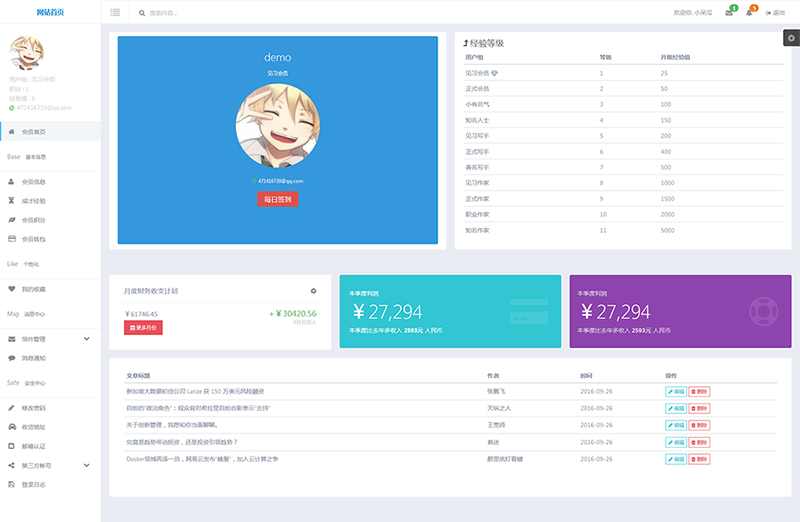 网站首页
搜索内容...
欢迎你: 小呆瓜
1
5
退出
用户组：见习会员
积分：1
经验值：9
471416739@qq.com
会员首页
Base 基本信息
会员信息
成才经验
会员积分
会员钱包
Like 个性化
我的收藏
Msg 消息中心
信件管理
消息通知
Safe 安全中心
修改密码
收货地址
邮箱认证
第三方帐号
登录日志
demo
见习会员
471416739@qq.com
每日签到
经验等级
用户组 等级 开始经验值
见习会员 1 25
正式会员 2 50
小有名气 3 100
知名人士 4 150
见习写手 5 200
正式写手 6 400
著名写手 7 500
见习作家 8 1000
正式作家 9 1500
职业作家 10 2000
知名作家 11 5000
月度财务收支计划
¥ 61746.45
+ ¥ 30420.56
8月份收入
更多月份
本季度利润
¥ 27,294
本季度比去年多收入 2593元 人民币
本季度利润
¥ 27,294
本季度比去年多收入 2593元 人民币
文章标题 作者 时间 操作
新加坡大数据初创公司 Latize 获 150 万美元风险融资 张鹏飞 2016-09-26 编辑 删除
自拍的“政治角色”：观众背对希拉里自拍合影表示“支持” 天纵之人 2016-09-26 编辑 删除
关于创新管理，我想和你当面聊聊。 王宽师 2016-09-26 编辑 删除
究竟是趋势带动投资，还是投资引领趋势？ 着迷 2016-09-26 编辑 删除
Docker领域再添一员，网易云发布“蜂巢”，加入云计算之争 醉里挑灯看键 2016-09-26 编辑 删除